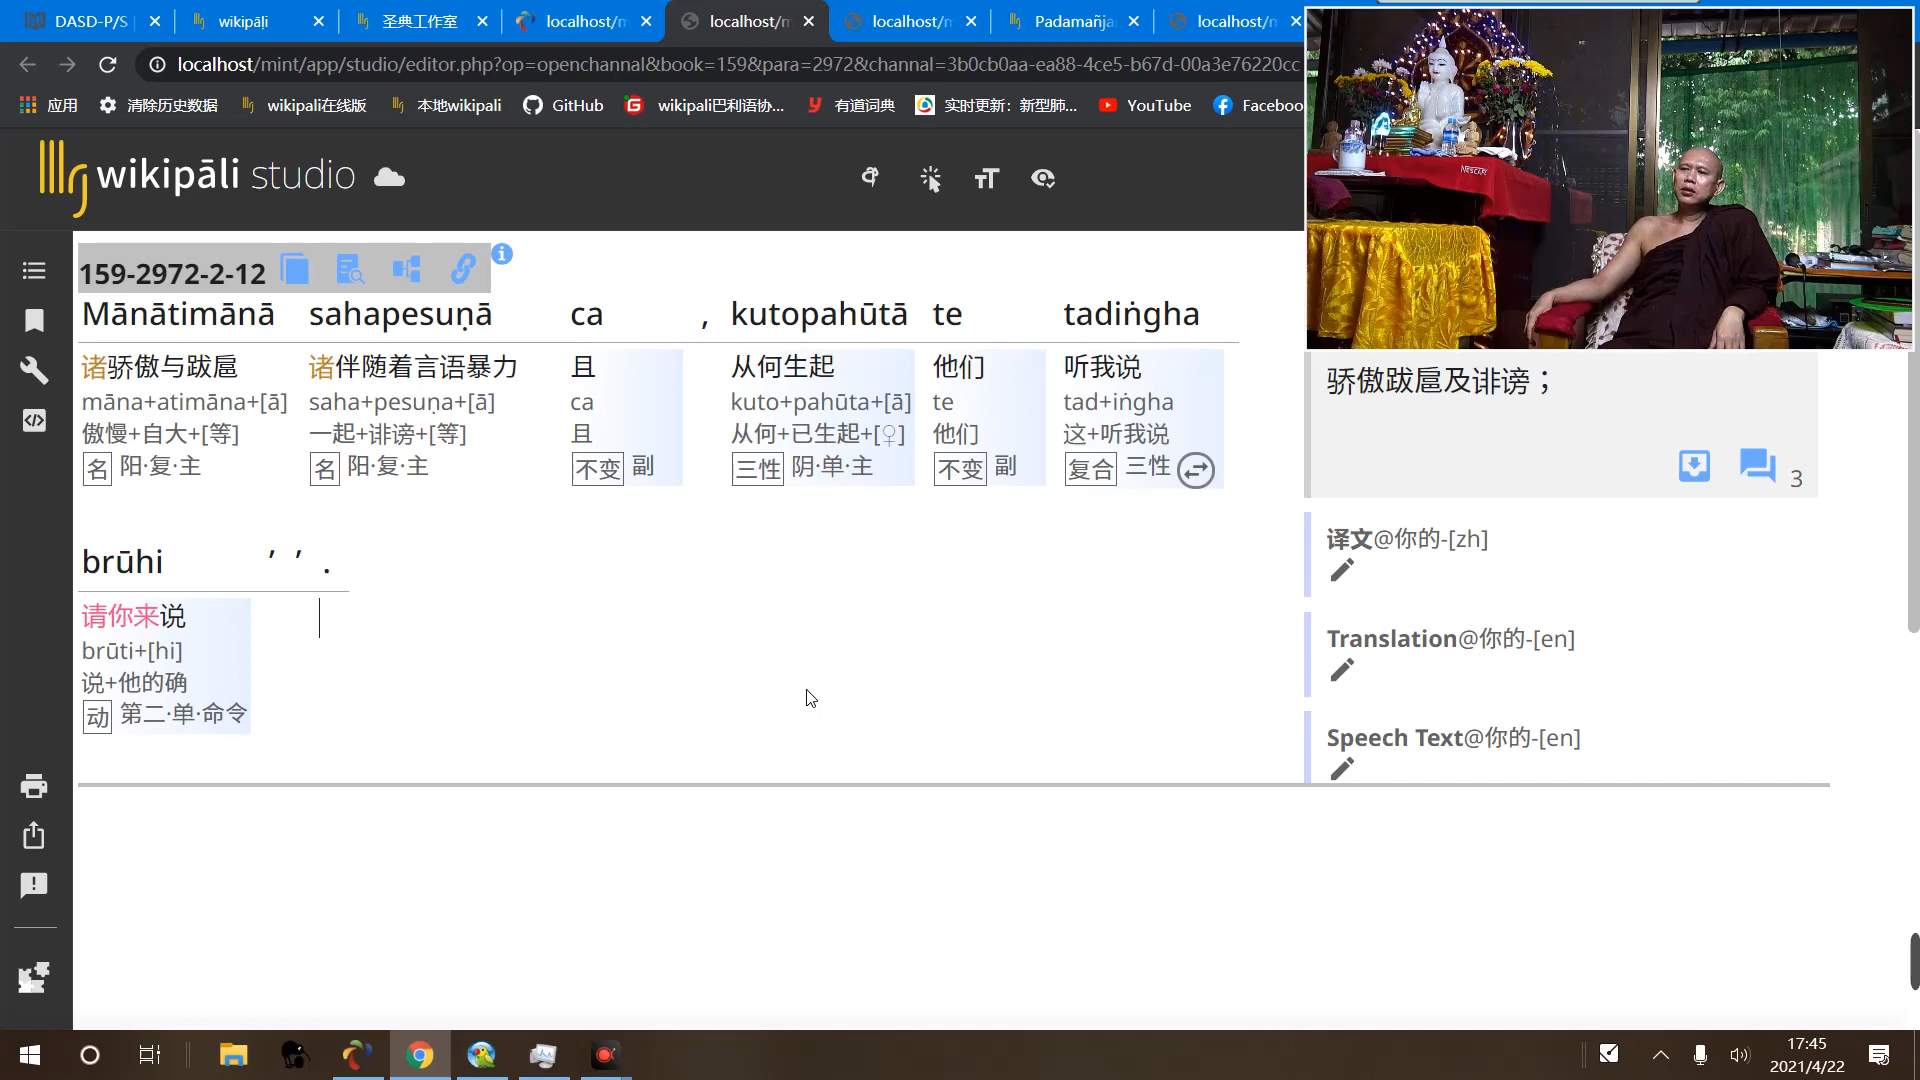 DASD-P/S
wikipāḷi
圣典工作室
localhost/m
localhost/m
localhost/m
Padamañja
localhost/m
localhost/mint/app/studio/editor.php?op=openchannal&book=159&para=2972&channal=3b0cb0aa-ea88-4ce5-b67d-00a3e76220cc
应用
清除历史数据
wikipali在线版
本地wikipali
GitHub
wikipali巴利语协...
有道词典
实时更新：新型肺...
YouTube
Faceboo
NESCAFE
wikipāli studio
159-2972-2-12
Mānātimānā sahapesuṇā ca , kutopahūtā te tadiṅgha
诸骄傲与跋扈 诸伴随着言语暴力 且 从何生起 他们 听我说
māna+atimāna+[ā] saha+pesuṇa+[ā] ca kuto+pahūta+[ā] te tad+iṅgha
傲慢+自大+[等] 一起+诽谤+[等] 且 从何+已生起+[♀] 他们 这+听我说
名 阳·复·主 名 阳·复·主 不变 副 三性 阴·单·主 不变 副 复合 三性
brūhi ’ ’ .
请你来说
brūti+[hi]
说+他的确
动 第二·单·命令
骄傲跋扈及诽谤；
3
译文@你的-[zh]
Translation@你的-[en]
Speech Text@你的-[en]
17:45
2021/4/22